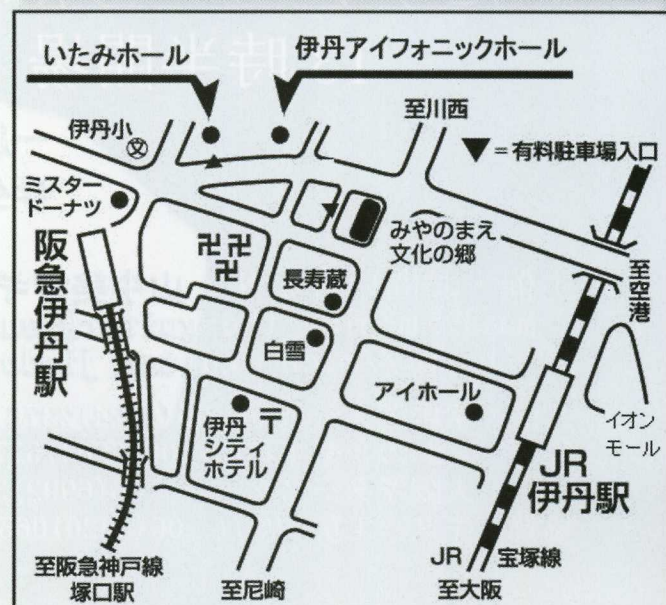 いたみホール
伊丹アイフォニックホール
至川西
伊丹小
文
▼=有料駐車場入口
ミスター
ドーナツ
みやのまえ
文化の郷
阪急伊丹駅
卍卍
卍
長寿蔵
至空港
白雪
アイホール
イオン
モール
伊丹
シティ
ホテル
〒
JR
伊丹駅
至阪急神戸線
塚口駅
至尼崎
JR 宝塚線
至大阪